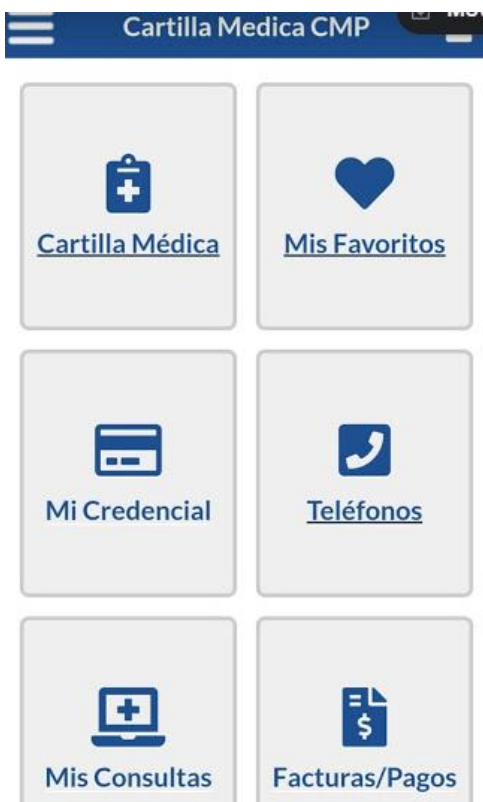 Cartilla Medica CMP
Cartilla Médica
Mis Favoritos
Mi Credencial
Teléfonos
Mis Consultas
Facturas/Pagos